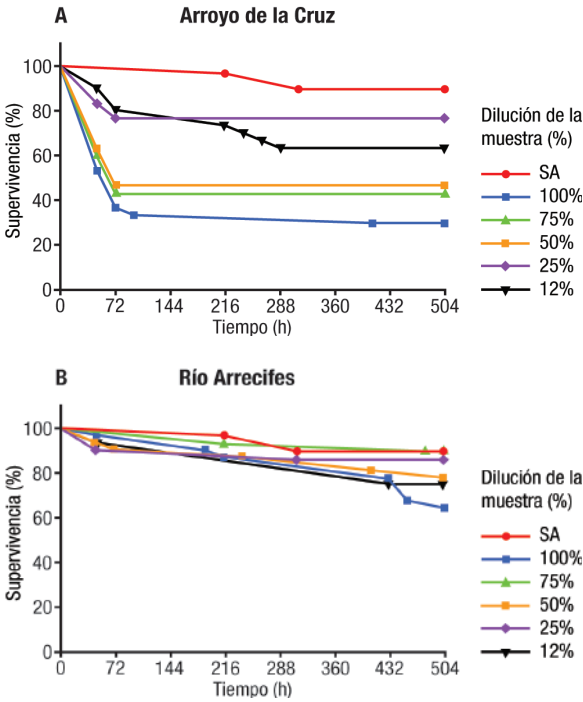 A Arroyo de la Cruz
100
80
60
40
20
0
Supervivencia (%)
0 72 144 216 288 360 432 504
Tiempo (h)
Dilución de la
muestra (%)
SA
100%
75%
50%
25%
12%
B Río Arrecifes
100
80
60
40
20
0
Supervivencia (%)
0 72 144 216 288 360 432 504
Tiempo (h)
Dilución de la
muestra (%)
SA
100%
75%
50%
25%
12%